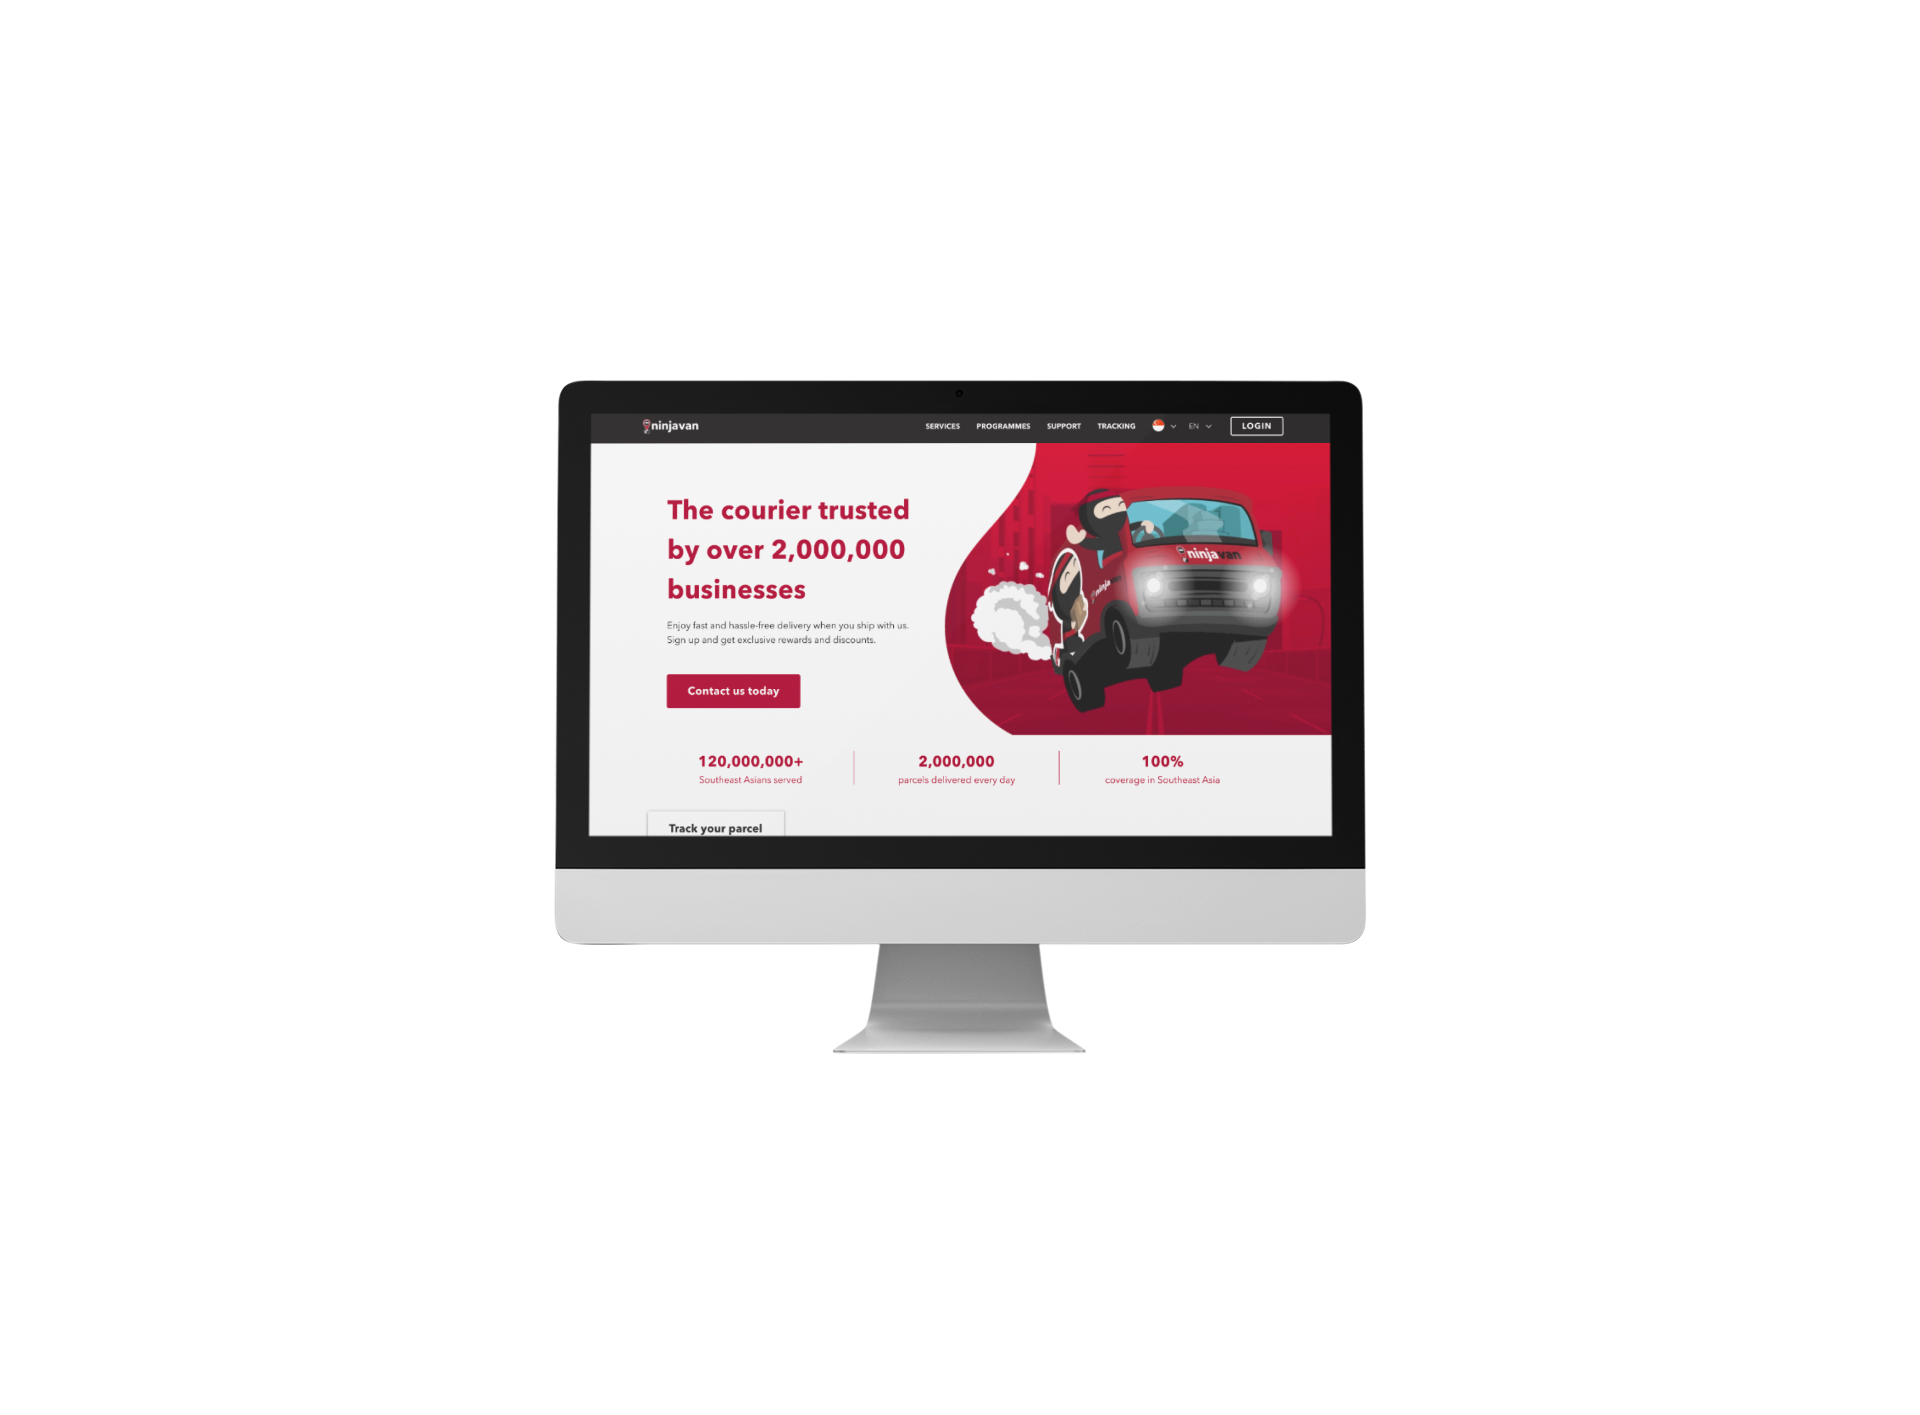 ninjavan
SERVICES PROGRAMMES SUPPORT TRACKING EN LOGIN
The courier trusted
by over 2,000,000
businesses
Enjoy fast and hassle-free delivery when you ship with us.
Sign up and get exclusive rewards and discounts.
Contact us today
ninjavan
ninja
120,000,000+
Southeast Asians served
2,000,000
parcels delivered every day
100%
coverage in Southeast Asia
Track your parcel